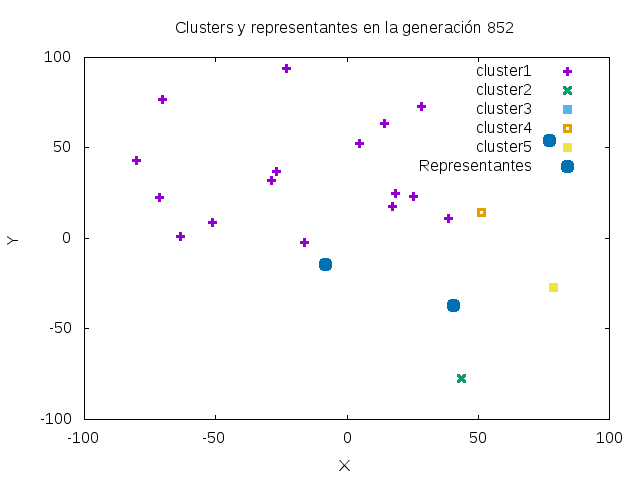 Clusters y representantes en la generación 852
100
50
0
-50
-100
-100
-50
0
50
100
X
Y
cluster1
cluster2
cluster3
cluster4
cluster5
Representantes